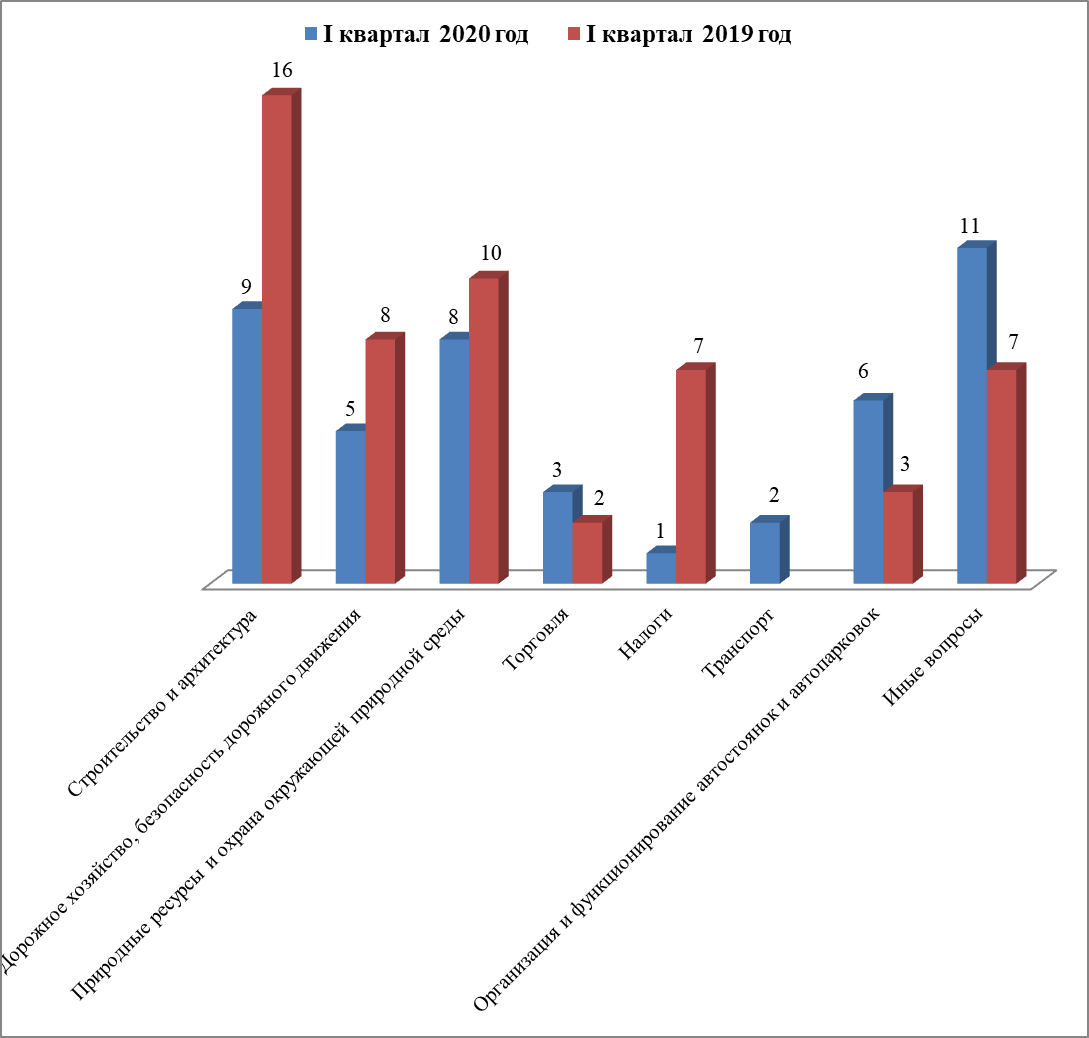 I квартал 2020 год I квартал 2019 год
16
9
5
8
8
10
3
2
1
7
2
6
3
11
7
Строительство и архитектура
Дорожное хозяйство, безопасность дорожного движения
Природные ресурсы и охрана окружающей природной среды
Торговля
Налоги
Транспорт
Организация и функционирование автостоянок и автопарковок
Иные вопросы